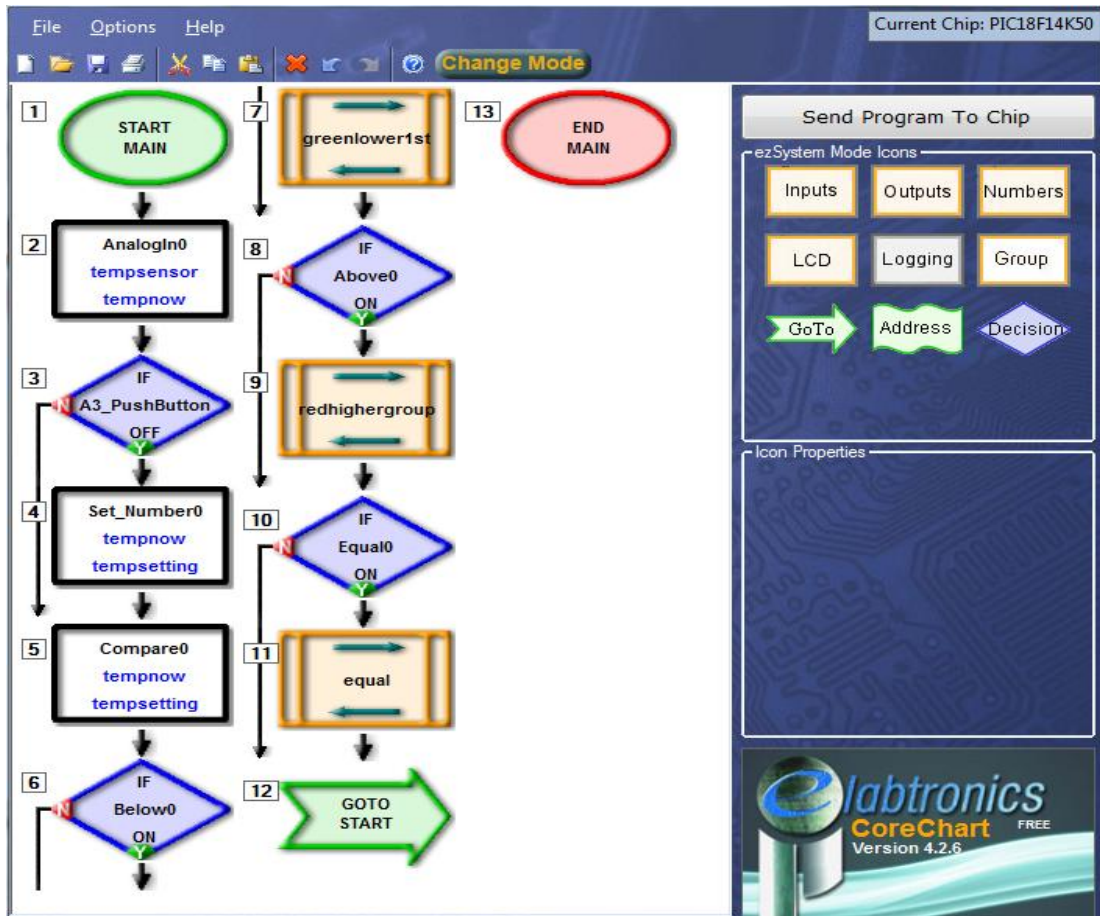 File Options Help
Current Chip: PIC18F14K50
Change Mode
1
START
MAIN
2
AnalogIn0
tempsensor
tempnow
3
IF
A3_PushButton
N
OFF
Y
4
Set_Number0
tempnow
tempsetting
5
Compare0
tempnow
tempsetting
6
IF
Below0
N
ON
Y
7
greenlower1st
8
IF
Above0
N
ON
Y
9
redhighergroup
10
IF
Equal0
N
ON
Y
11
equal
12
GOTO
START
13
END
MAIN
Send Program To Chip
ezSystem Mode Icons
Inputs Outputs Numbers
LCD Logging Group
GoTo Address Decision
Icon Properties
elabtronics
CoreChart FREE
Version 4.2.6